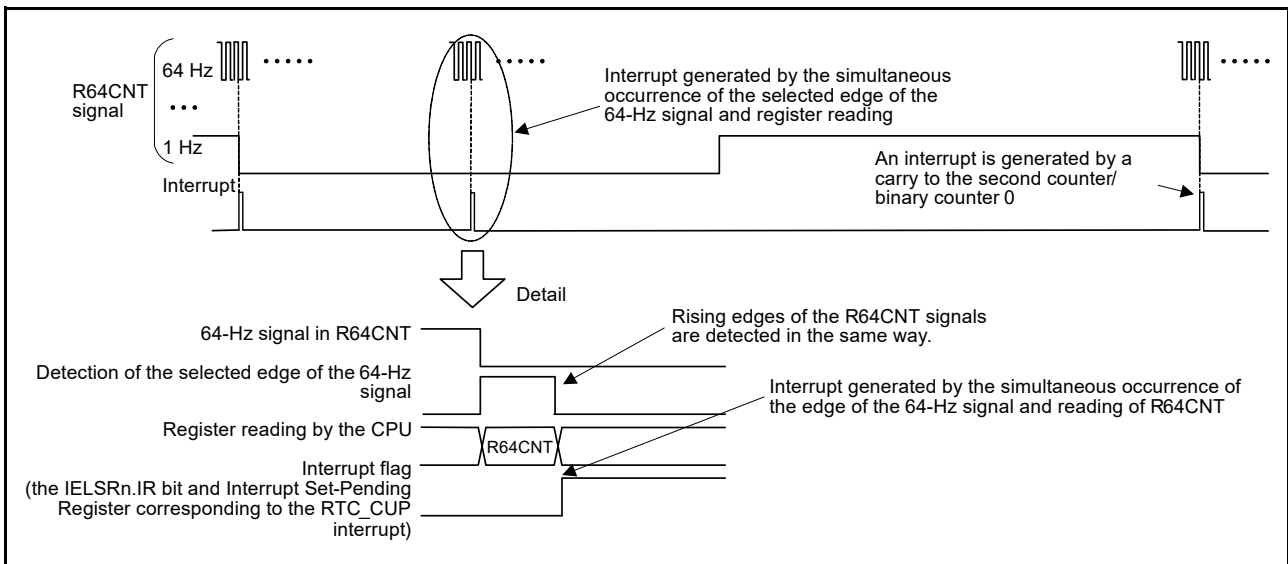 R64CNT
signal
64 Hz
•••
1 Hz
Interrupt
•••••
•••••
•••••
Interrupt generated by the simultaneous
occurrence of the selected edge of the
64-Hz signal and register reading
An interrupt is generated by a
carry to the second counter/
binary counter 0
Detail
64-Hz signal in R64CNT
Rising edges of the R64CNT signals
are detected in the same way.
Detection of the selected edge of the 64-Hz
signal
Interrupt generated by the simultaneous occurrence of
the edge of the 64-Hz signal and reading of R64CNT
Register reading by the CPU
R64CNT
Interrupt flag
(the IELSRn.IR bit and Interrupt Set-Pending
Register corresponding to the RTC_CUP
interrupt)